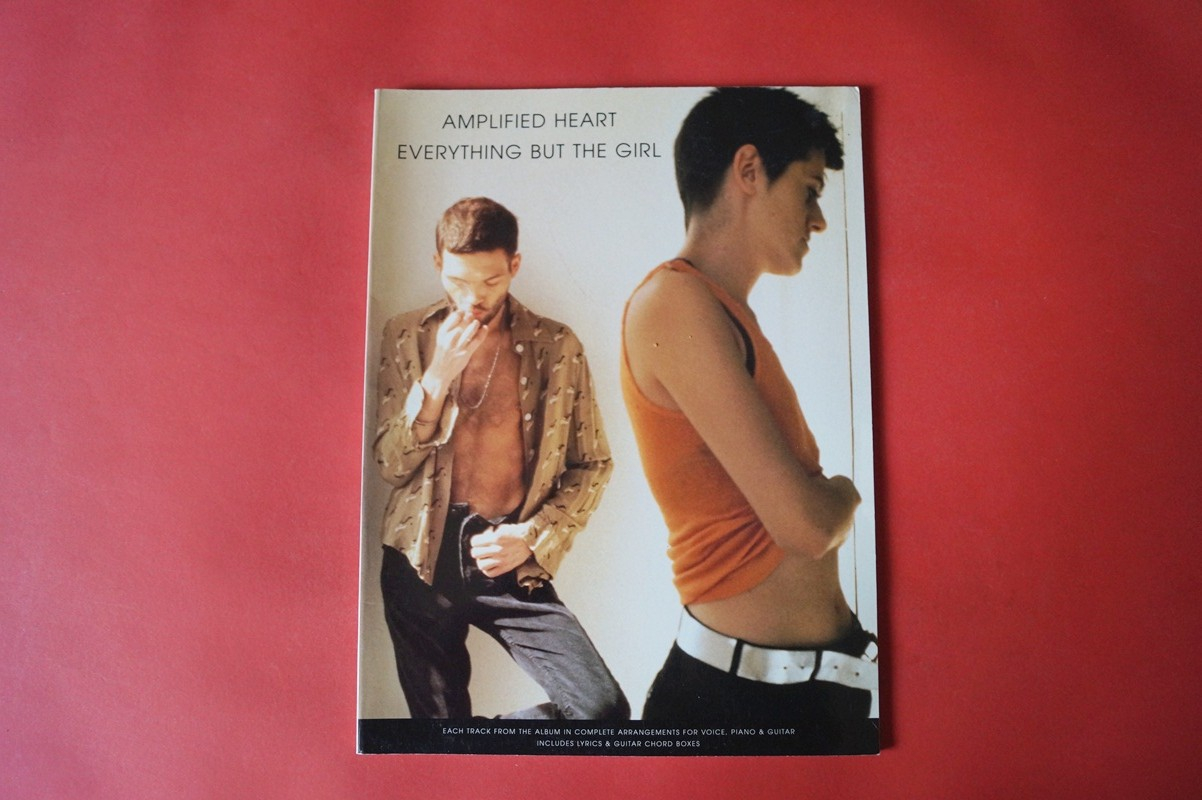 AMPLIFIED HEART
EVERYTHING BUT THE GIRL
EACH TRACK FROM THE ALBUM IN COMPLETE ARRANGEMENTS FOR VOICE, PIANO & GUITAR
INCLUDES LYRICS & GUITAR CHORD BOXES